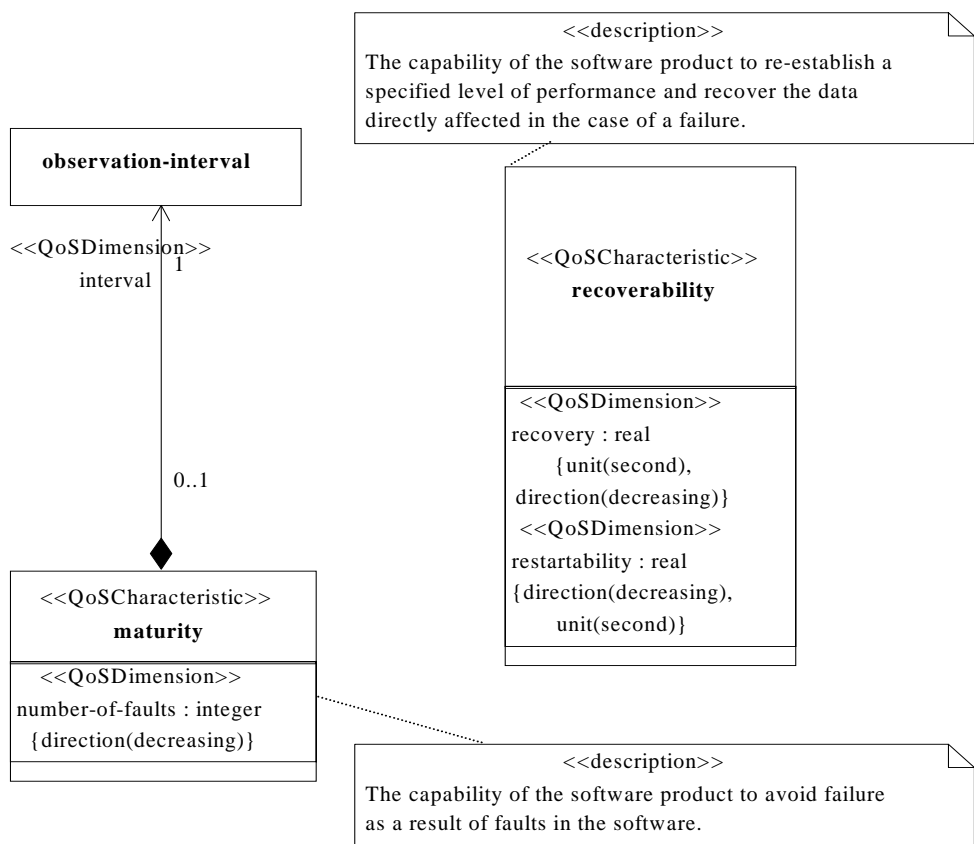 <<description>>
The capability of the software product to re-establish a
specified level of performance and recover the data
directly affected in the case of a failure.
observation-interval
<<QoSDimension>>
interval
1
0..1
<<QoSCharacteristic>>
recoverability
<<QoSDimension>>
recovery : real
{unit(second),
direction(decreasing)}
<<QoSDimension>>
restartability : real
{direction(decreasing),
unit(second)}
<<QoSCharacteristic>>
maturity
<<QoSDimension>>
number-of-faults : integer
{direction(decreasing)}
<<description>>
The capability of the software product to avoid failure
as a result of faults in the software.